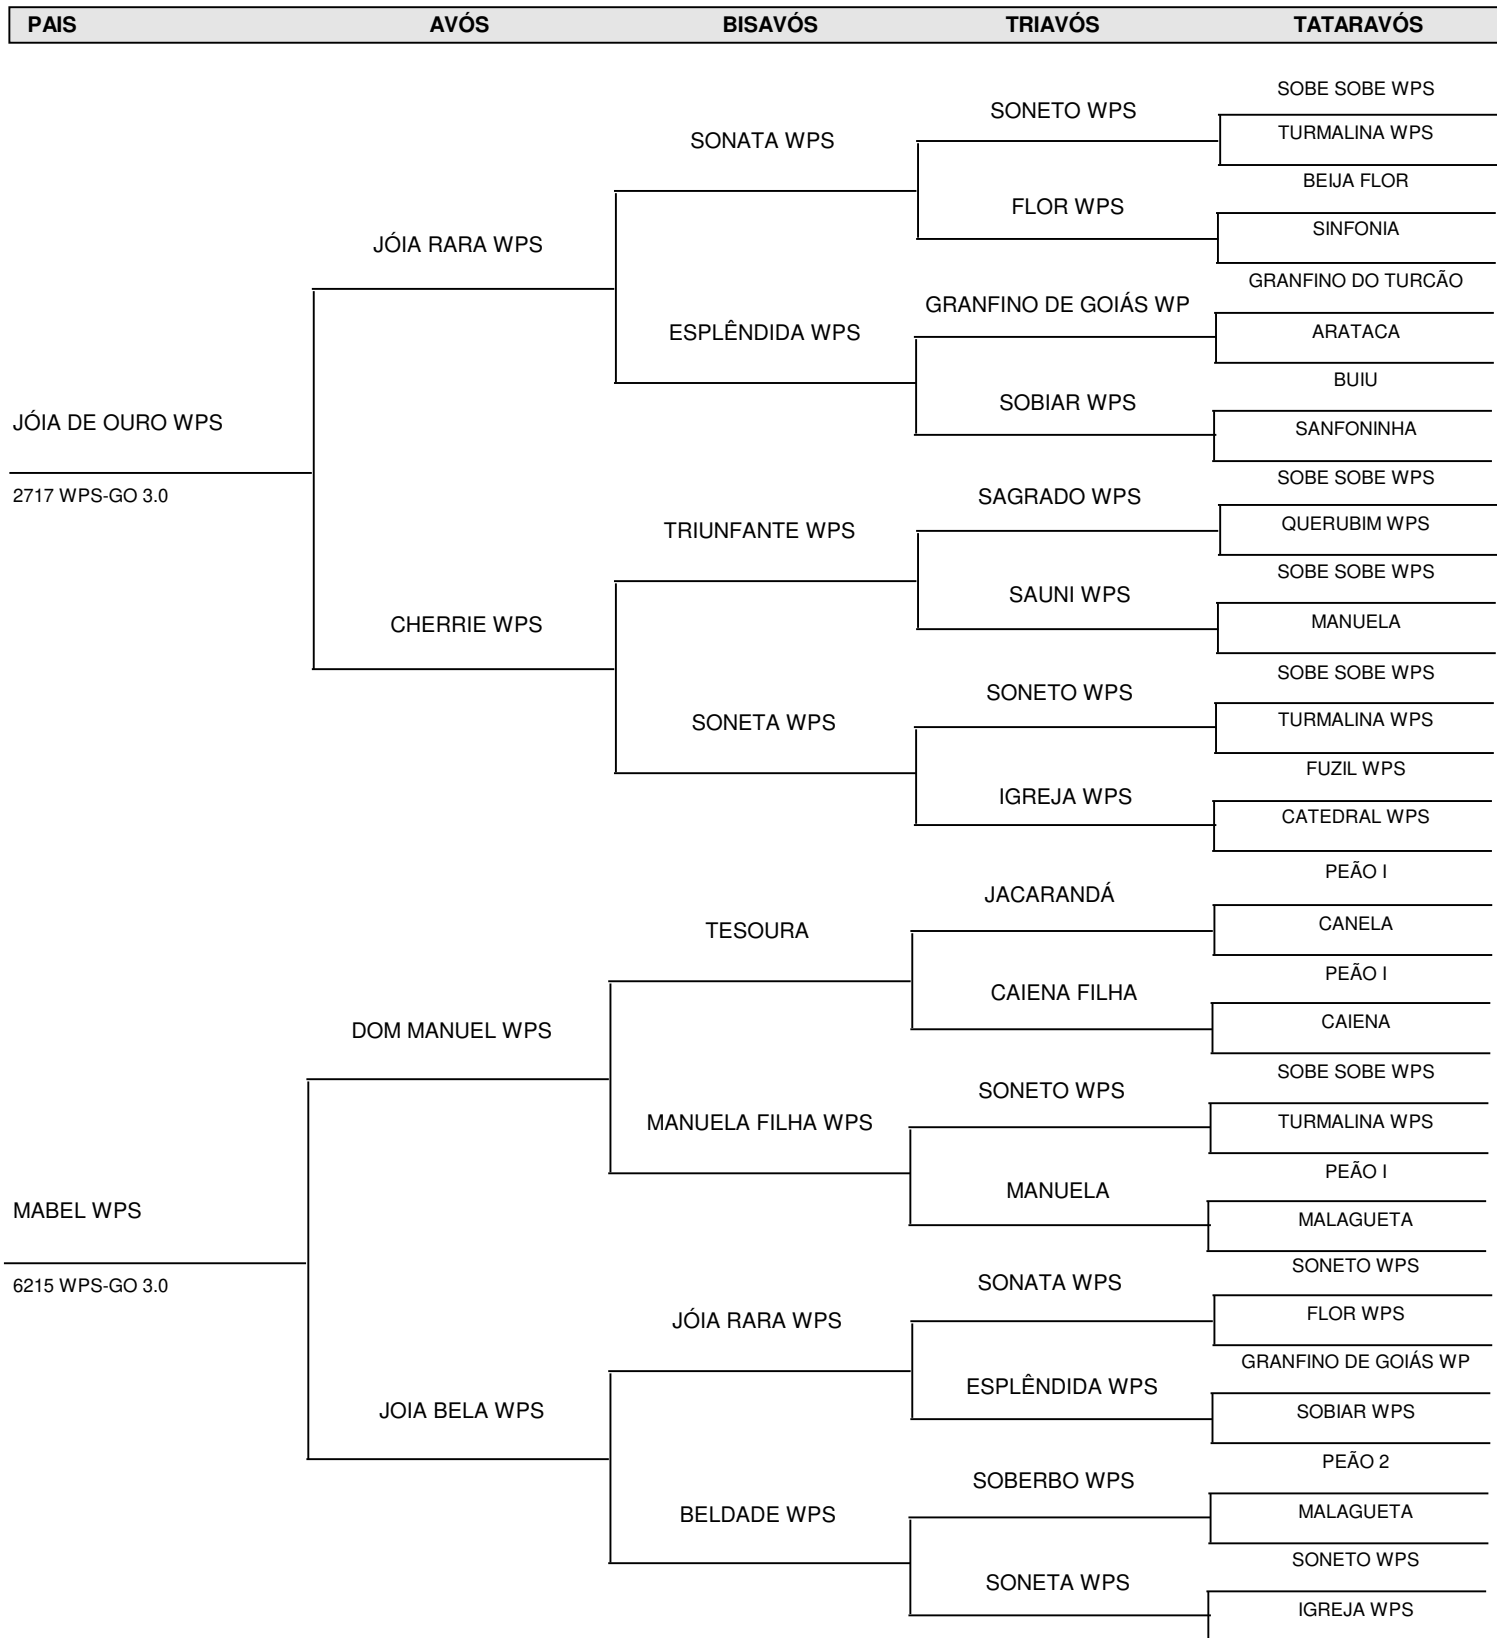 PAIS AVÓS BISAVÓS TRIAVÓS TATARAVÓS
SOBE SOBE WPS
SONETO WPS
TURMALINA WPS
SONATA WPS
BEIJA FLOR
FLOR WPS
SINFONIA
JÓIA RARA WPS
GRANFINO DO TURCÃO
GRANFINO DE GOIÁS WP
ARATACA
ESPLÊNDIDA WPS
BUIU
SOBIAR WPS
SANFONINHA
JÓIA DE OURO WPS
2717 WPS-GO 3.0
SOBE SOBE WPS
SAGRADO WPS
QUERUBIM WPS
TRIUNFANTE WPS
SOBE SOBE WPS
SAUNI WPS
MANUELA
CHERRIE WPS
SOBE SOBE WPS
SONETO WPS
TURMALINA WPS
SONETA WPS
FUZIL WPS
IGREJA WPS
CATEDRAL WPS
PEÃO I
JACARANDÁ
CANELA
TESOURA
PEÃO I
CAIENA FILHA
CAIENA
DOM MANUEL WPS
SOBE SOBE WPS
SONETO WPS
TURMALINA WPS
MANUELA FILHA WPS
PEÃO I
MANUELA
MALAGUETA
MABEL WPS
6215 WPS-GO 3.0
SONETO WPS
SONATA WPS
FLOR WPS
JÓIA RARA WPS
GRANFINO DE GOIÁS WP
ESPLÊNDIDA WPS
SOBIAR WPS
JOIA BELA WPS
PEÃO 2
SOBERBO WPS
MALAGUETA
BELDADE WPS
SONETO WPS
SONETA WPS
IGREJA WPS